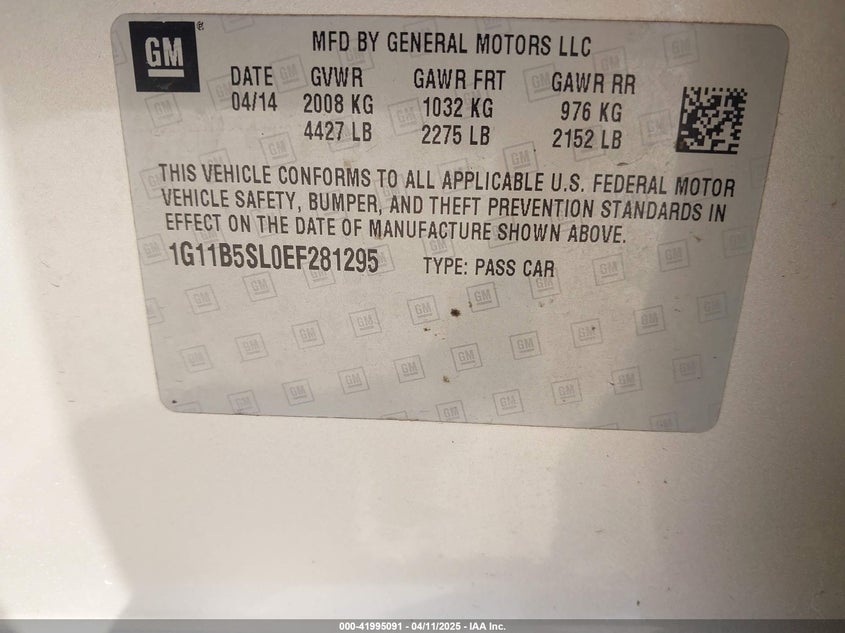 GM ®
MFD BY GENERAL MOTORS LLC
DATE GVWR GAWR FRT GAWR RR
04/14 2008 KG 1032 KG 976 KG
4427 LB 2275 LB 2152 LB
THIS VEHICLE CONFORMS TO ALL APPLICABLE U.S. FEDERAL MOTOR
VEHICLE SAFETY, BUMPER, AND THEFT PREVENTION STANDARDS IN
EFFECT ON THE DATE OF MANUFACTURE SHOWN ABOVE.
1G11B5SL0EF281295 TYPE: PASS CAR
000-41995091 - 04/11/2025 - IAA Inc.